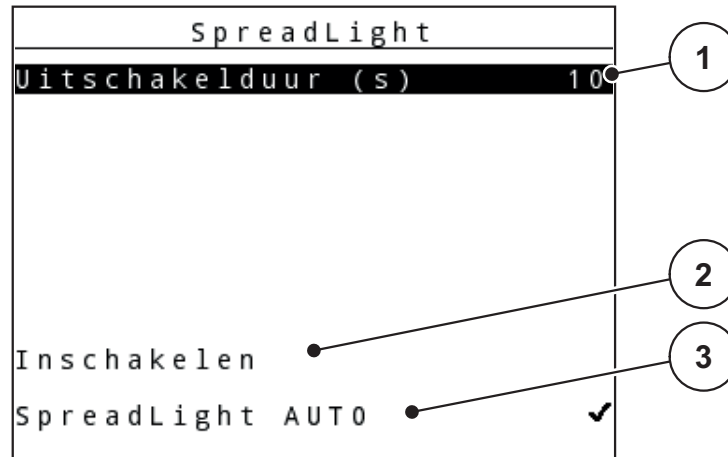 SpreadLight
Uitschakelduur (s) 10
1
2
Inschakelen
3
SpreadLight AUTO ✓